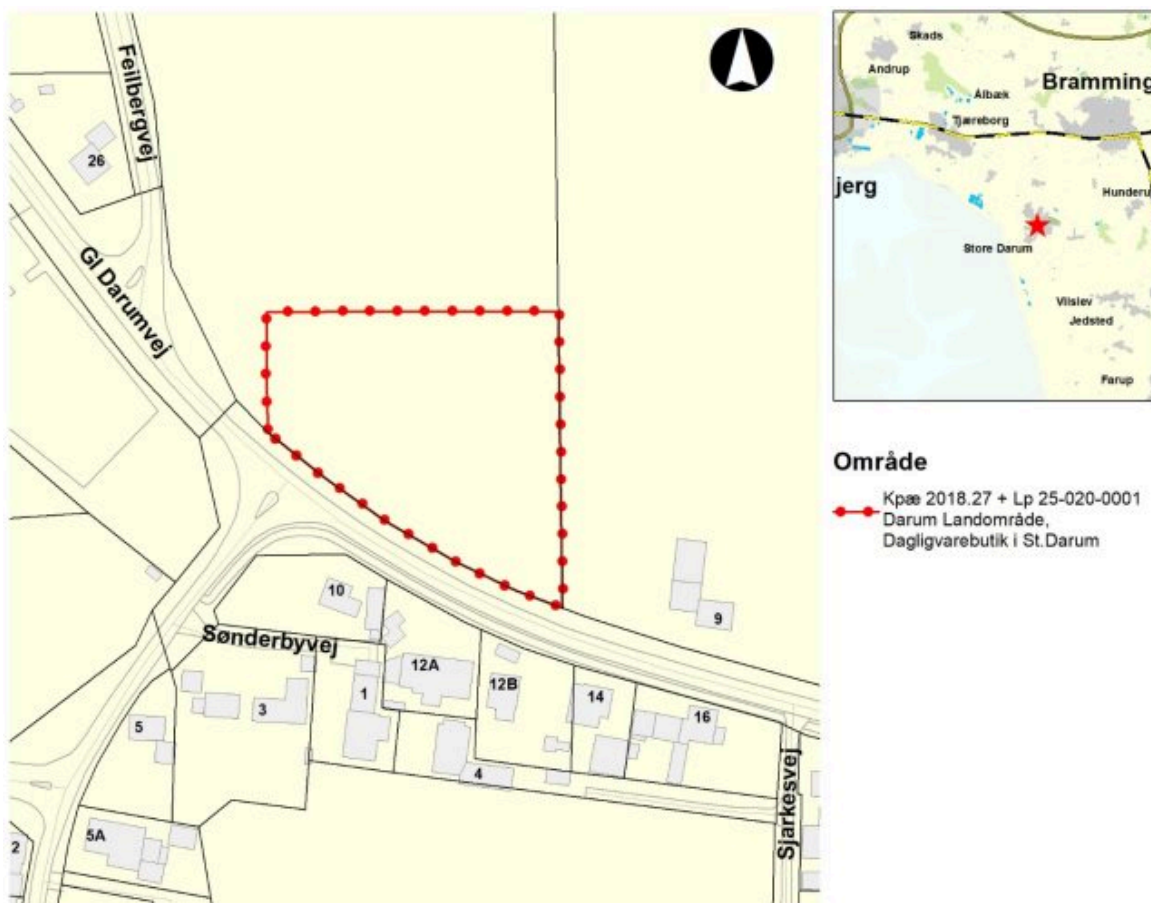 Feilbergvej
26
Gl Darumvej
10
9
Sønderbyvej
12A
12B
14
16
1
3
5
4
5A
2
Sjarkesvej
Skads
Andrup
Bramming
Ålbæk
Tjæreborg
jerg
Hunderu
Store Darum
Vilslev
Jedsted
Farup
Område
Kpæ 2018.27 + Lp 25-020-0001
Darum Landområde,
Dagligvarebutik i St.Darum